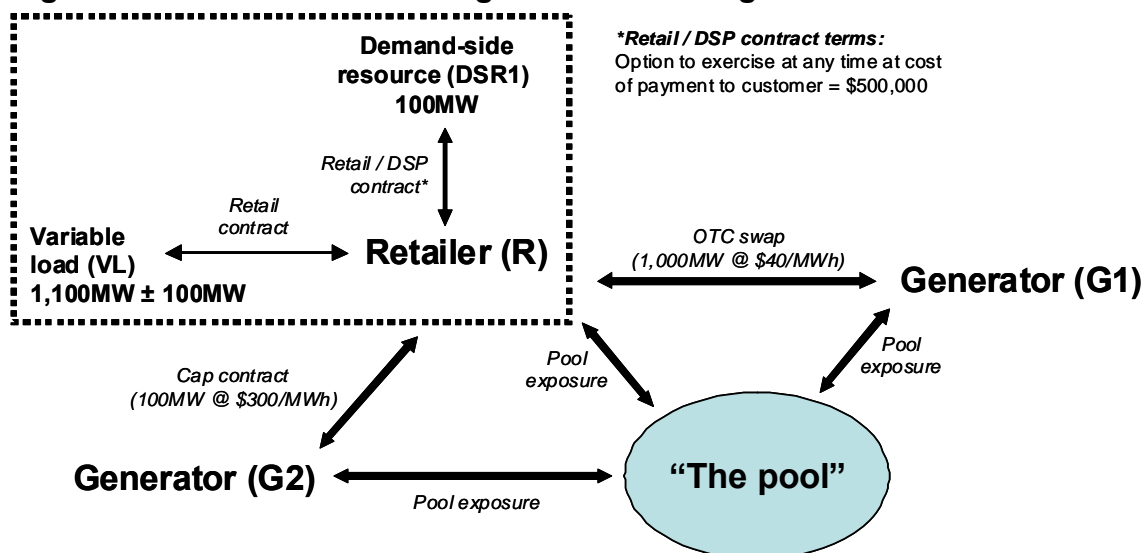 Demand-side
resource (DSR1)
100MW
*Retail / DSP contract terms:
Option to exercise at any time at cost
of payment to customer = $500,000
Retail / DSP
contract*
Retail
contract
Variable
load (VL)
1,100MW ± 100MW
Retailer (R)
OTC swap
(1,000MW @ $40/MWh)
Generator (G1)
Pool
exposure
Pool
exposure
Cap contract
(100MW @ $300/MWh)
Generator (G2)
Pool exposure
“The pool”